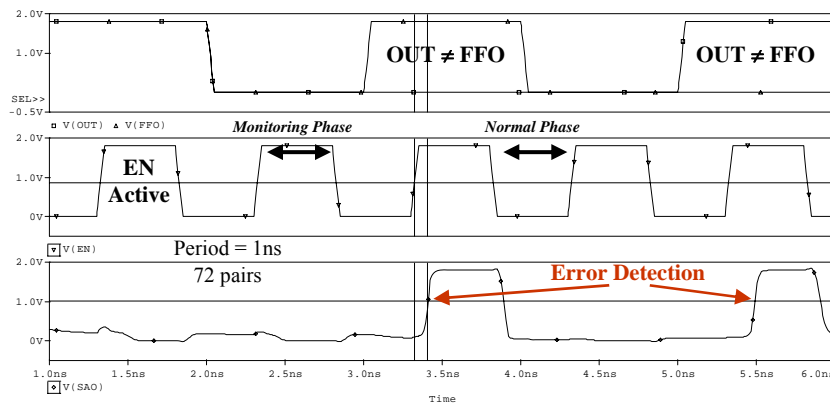 2.0V
1.0V
SEL>>
-0.5V
OUT ≠ FFO
OUT ≠ FFO
V(OUT) V(FFO)
Monitoring Phase
Normal Phase
2.0V
1.0V
0V
EN
Active
V(EN)
Period = 1ns
72 pairs
2.0V
1.0V
0V
Error Detection
1.0ns 1.5ns 2.0ns 2.5ns 3.0ns 3.5ns 4.0ns 4.5ns 5.0ns 5.5ns 6.0ns
V(SAO)
Time